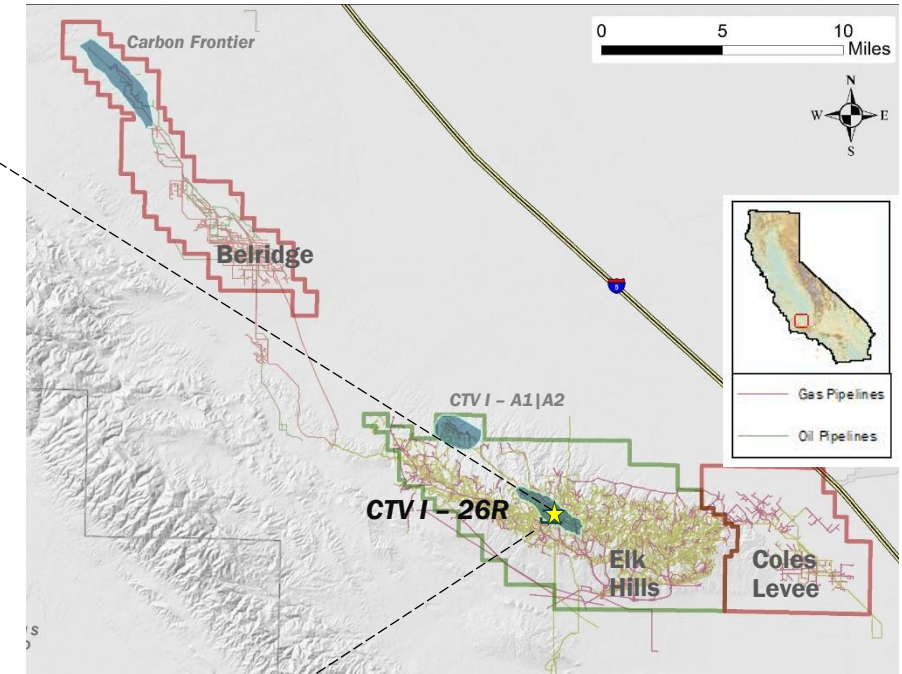 Carbon Frontier
0 5 10
Miles
N
W E
S
Belridge
5
Gas Pipelines
Oil Pipelines
CTV I – A1|A2
CTV I – 26R
Elk
Hills
Coles
Levee
S